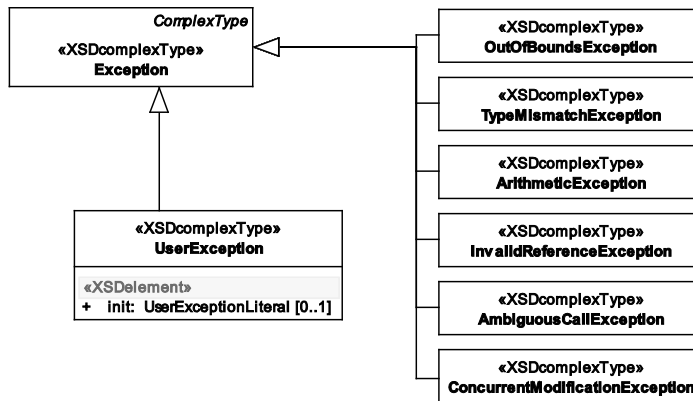 ComplexType
«XSDcomplexType»
Exception
«XSDcomplexType»
UserException
«XSDelement»
+ init: UserExceptionLiteral [0..1]
«XSDcomplexType»
OutOfBoundsException
«XSDcomplexType»
TypeMismatchException
«XSDcomplexType»
ArithmeticException
«XSDcomplexType»
InvalidReferenceException
«XSDcomplexType»
AmbiguousCallException
«XSDcomplexType»
ConcurrentModificationException